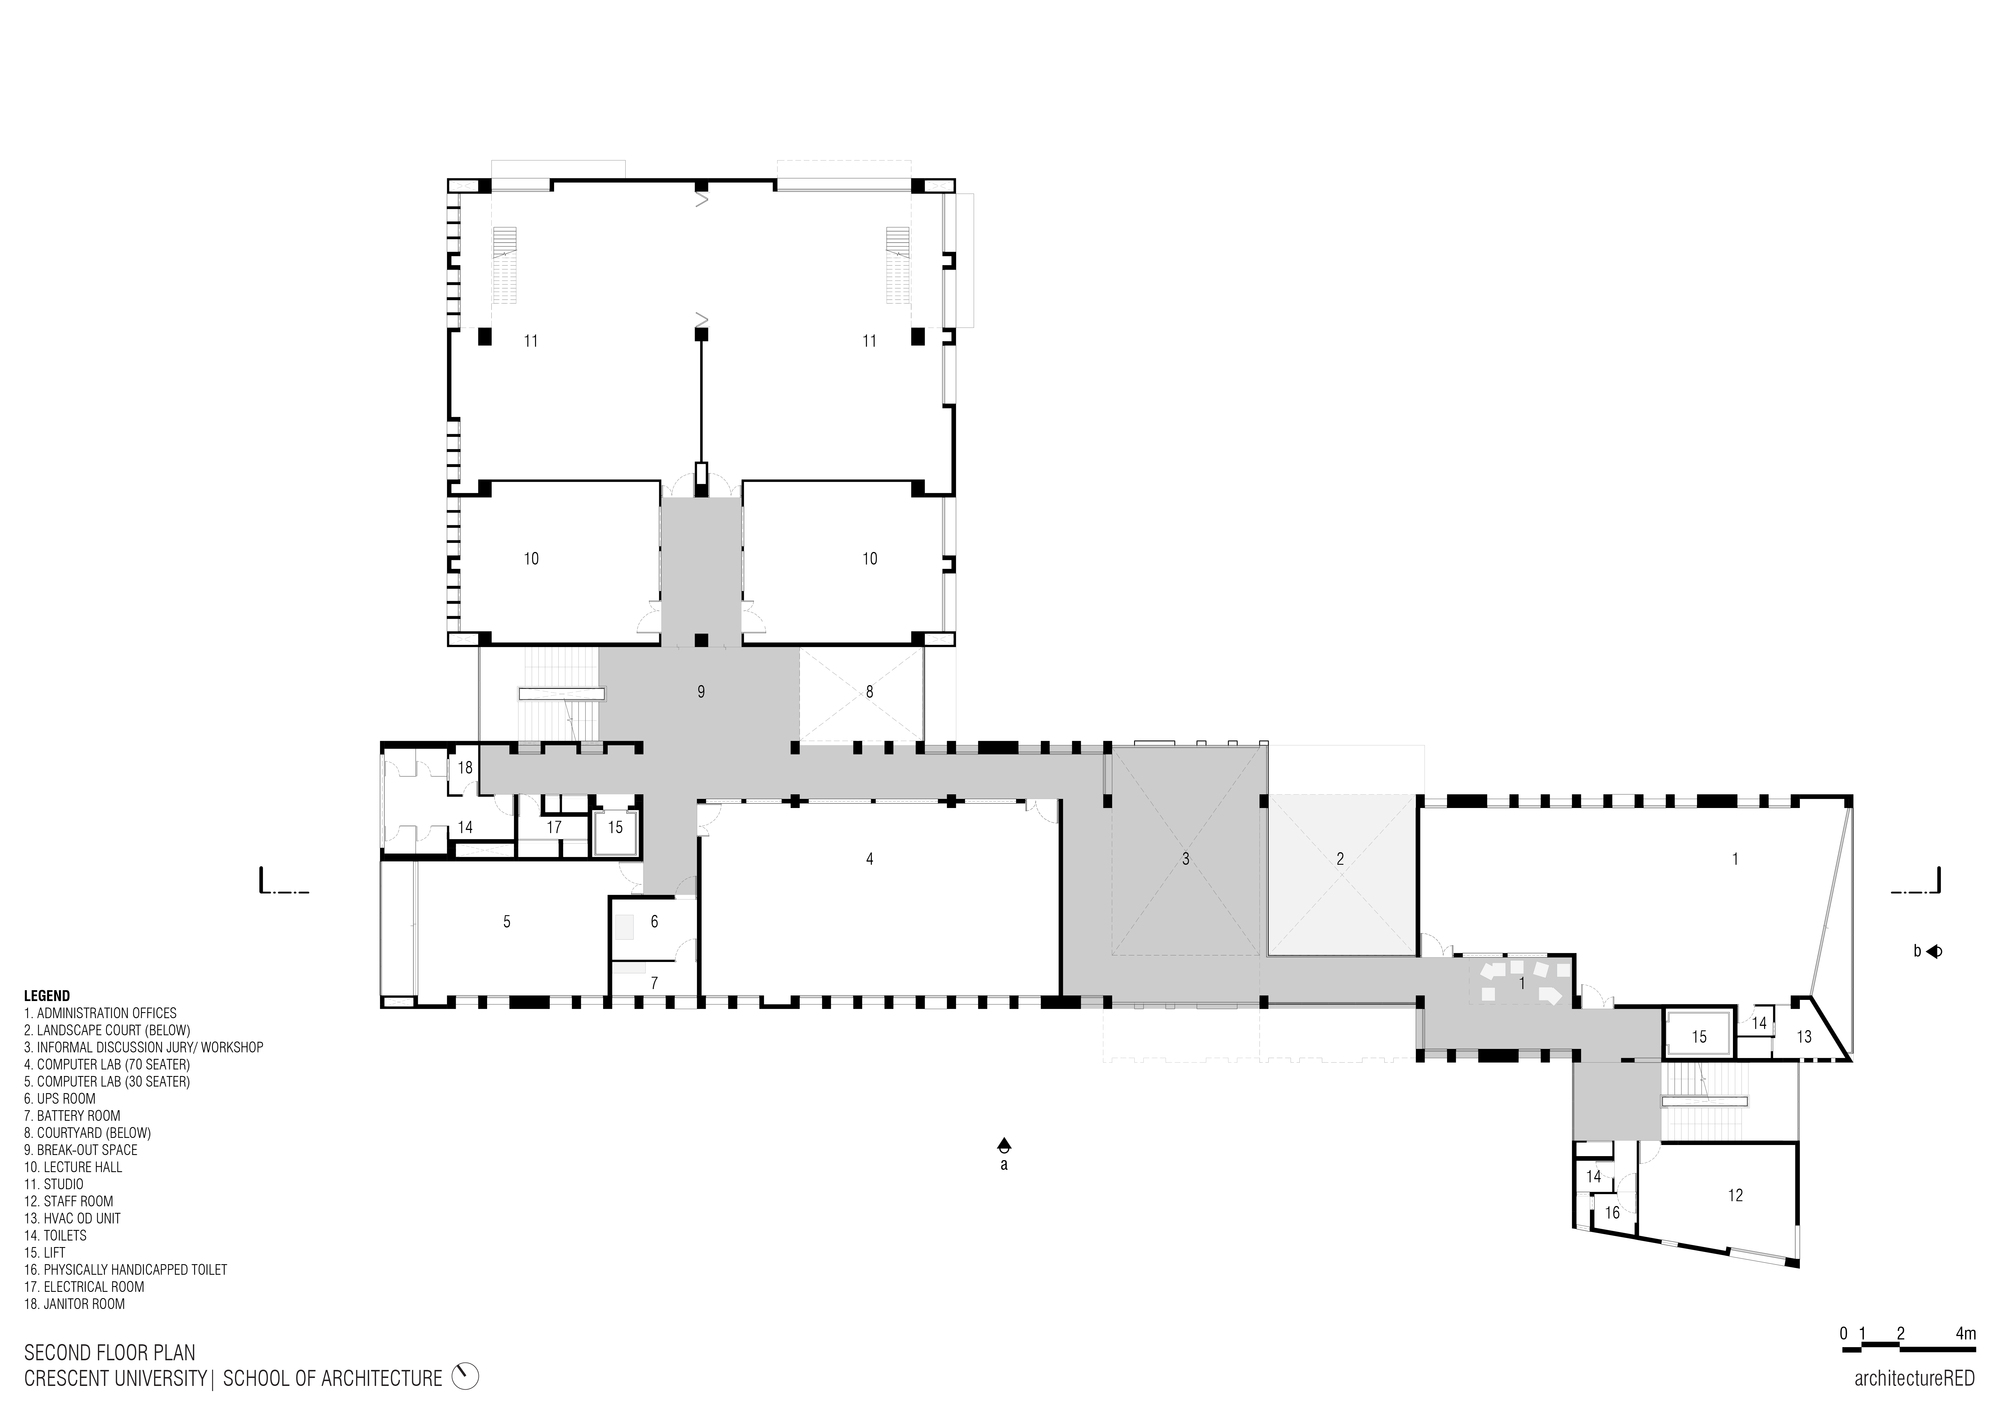 11
11
10
10
9
8
18
14
17
15
4
3
2
1
5
6
7
1
b
14
15
13
a
14
16
12
LEGEND
1. ADMINISTRATION OFFICES
2. LANDSCAPE COURT (BELOW)
3. INFORMAL DISCUSSION JURY/ WORKSHOP
4. COMPUTER LAB (70 SEATER)
5. COMPUTER LAB (30 SEATER)
6. UPS ROOM
7. BATTERY ROOM
8. COURTYARD (BELOW)
9. BREAK-OUT SPACE
10. LECTURE HALL
11. STUDIO
12. STAFF ROOM
13. HVAC OD UNIT
14. TOILETS
15. LIFT
16. PHYSICALLY HANDICAPPED TOILET
17. ELECTRICAL ROOM
18. JANITOR ROOM
SECOND FLOOR PLAN
CRESCENT UNIVERSITY| SCHOOL OF ARCHITECTURE
0 1 2 4m
architectureRED